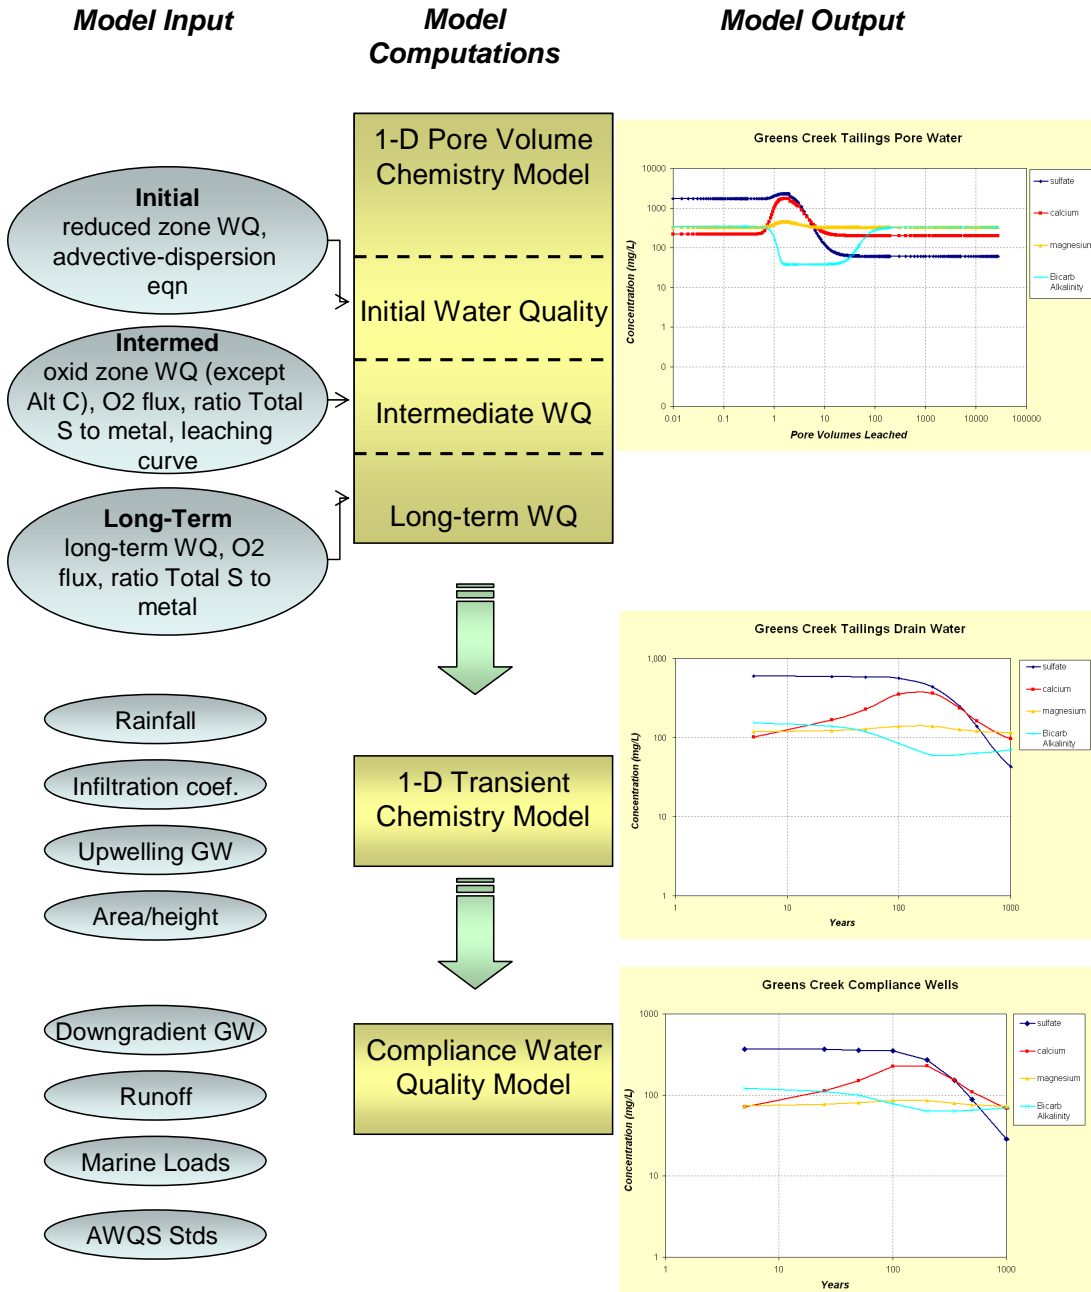 Model Input
Model
Computations
Model Output
Initial
reduced zone WQ,
advective-dispersion
eqn
Intermed
oxid zone WQ (except
Alt C), O2 flux, ratio Total
S to metal, leaching
curve
Long-Term
long-term WQ, O2
flux, ratio Total S to
metal
1-D Pore Volume
Chemistry Model
Initial Water Quality
Intermediate WQ
Long-term WQ
Greens Creek Tailings Pore Water
Concentration (mg/L)
10000
1000
100
10
1
0
0
0.01 0.1 1 10 100 1000 10000 100000
Pore Volumes Leached
sulfate
calcium
magnesium
Bicarb
Alkalinity
Rainfall
Infiltration coef.
Upwelling GW
Area/height
1-D Transient
Chemistry Model
Greens Creek Tailings Drain Water
Concentration (mg/L)
1,000
100
10
1
1 10 100 1000
Years
sulfate
calcium
magnesium
Bicarb
Alkalinity
Downgradient GW
Runoff
Marine Loads
AWQS Stds
Compliance Water
Quality Model
Greens Creek Compliance Wells
Concentration (mg/L)
1000
100
10
1
1 10 100 1000
Years
sulfate
calcium
magnesium
Bicarb
Alkalinity